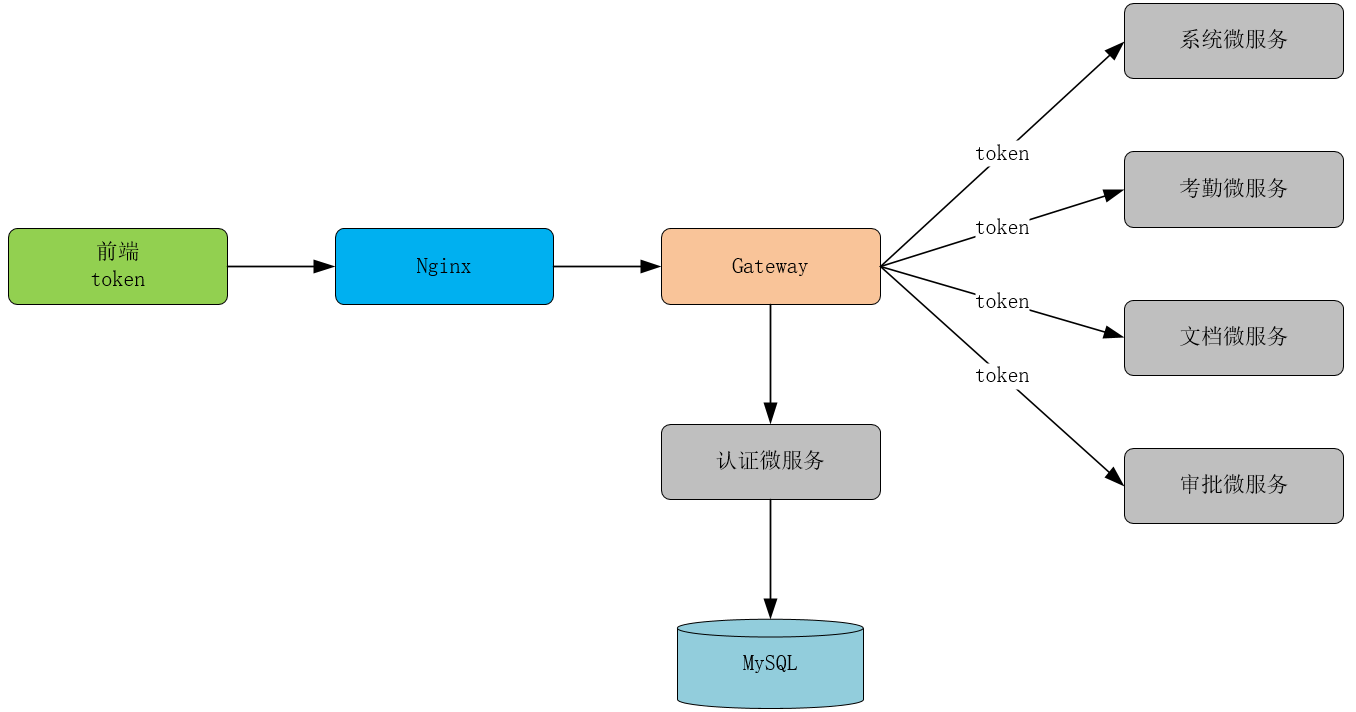 系统微服务
token
考勤微服务
token
前端
token
Nginx
Gateway
token
文档微服务
token
认证微服务
审批微服务
MySQL